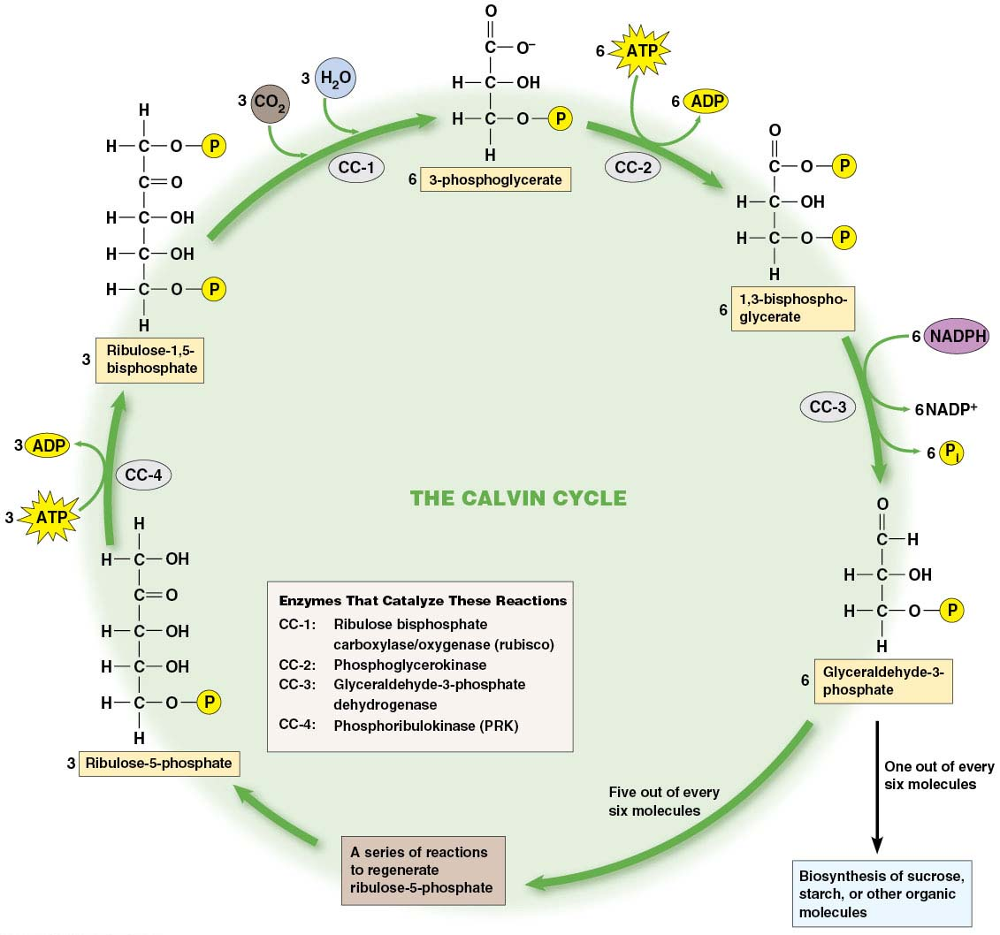 O
C—O⁻
H—C—OH
H—C—O—P
H
6 3-phosphoglycerate
3 CO₂
3 H₂O
CC-1
6 ATP
6 ADP
CC-2
O
C—O—P
H—C—OH
H—C—O—P
H
6 1,3-bisphospho-
glycerate
6 NADPH
6 NADP⁺
6 Pi
CC-3
O
C—H
H—C—OH
H—C—O—P
H
6 Glyceraldehyde-3-
phosphate
One out of every
six molecules
Biosynthesis of sucrose,
starch, or other organic
molecules
Five out of every
six molecules
A series of reactions
to regenerate
ribulose-5-phosphate
H
H—C—OH
C=O
H—C—OH
H—C—OH
H—C—O—P
H
3 Ribulose-5-phosphate
3 ATP
3 ADP
CC-4
H
H—C—O—P
C=O
H—C—OH
H—C—OH
H—C—O—P
H
3 Ribulose-1,5-
bisphosphate
THE CALVIN CYCLE
Enzymes That Catalyze These Reactions
CC-1: Ribulose bisphosphate
carboxylase/oxygenase (rubisco)
CC-2: Phosphoglycerokinase
CC-3: Glyceraldehyde-3-phosphate
dehydrogenase
CC-4: Phosphoribulokinase (PRK)